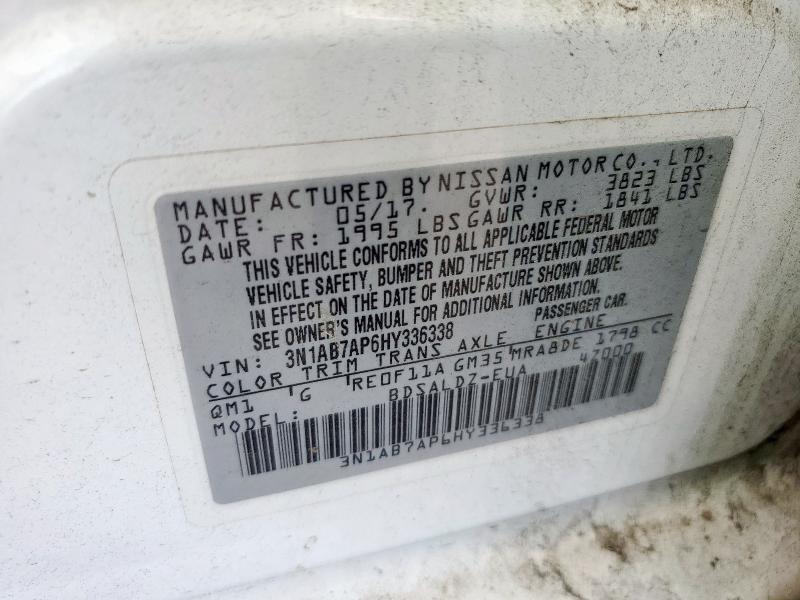 MANUFACTURED BY NISSAN MOTOR CO., LTD.
DATE: 05/17. GVWR: 3823 LBS
GAWR FR: 1995 LBS GAWR RR: 1841 LBS
THIS VEHICLE CONFORMS TO ALL APPLICABLE FEDERAL MOTOR
VEHICLE SAFETY, BUMPER AND THEFT PREVENTION STANDARDS
IN EFFECT ON THE DATE OF MANUFACTURE SHOWN ABOVE.
SEE OWNER'S MANUAL FOR ADDITIONAL INFORMATION.
VIN: 3N1AB7AP6HY336338 PASSENGER CAR.
COLOR TRIM TRANS AXLE ENGINE
QM1 G RE0F11A GM35 MRA8DE 1798 CC
MODEL: BDSALDZ-EUA 47000
3N1AB7AP6HY336338